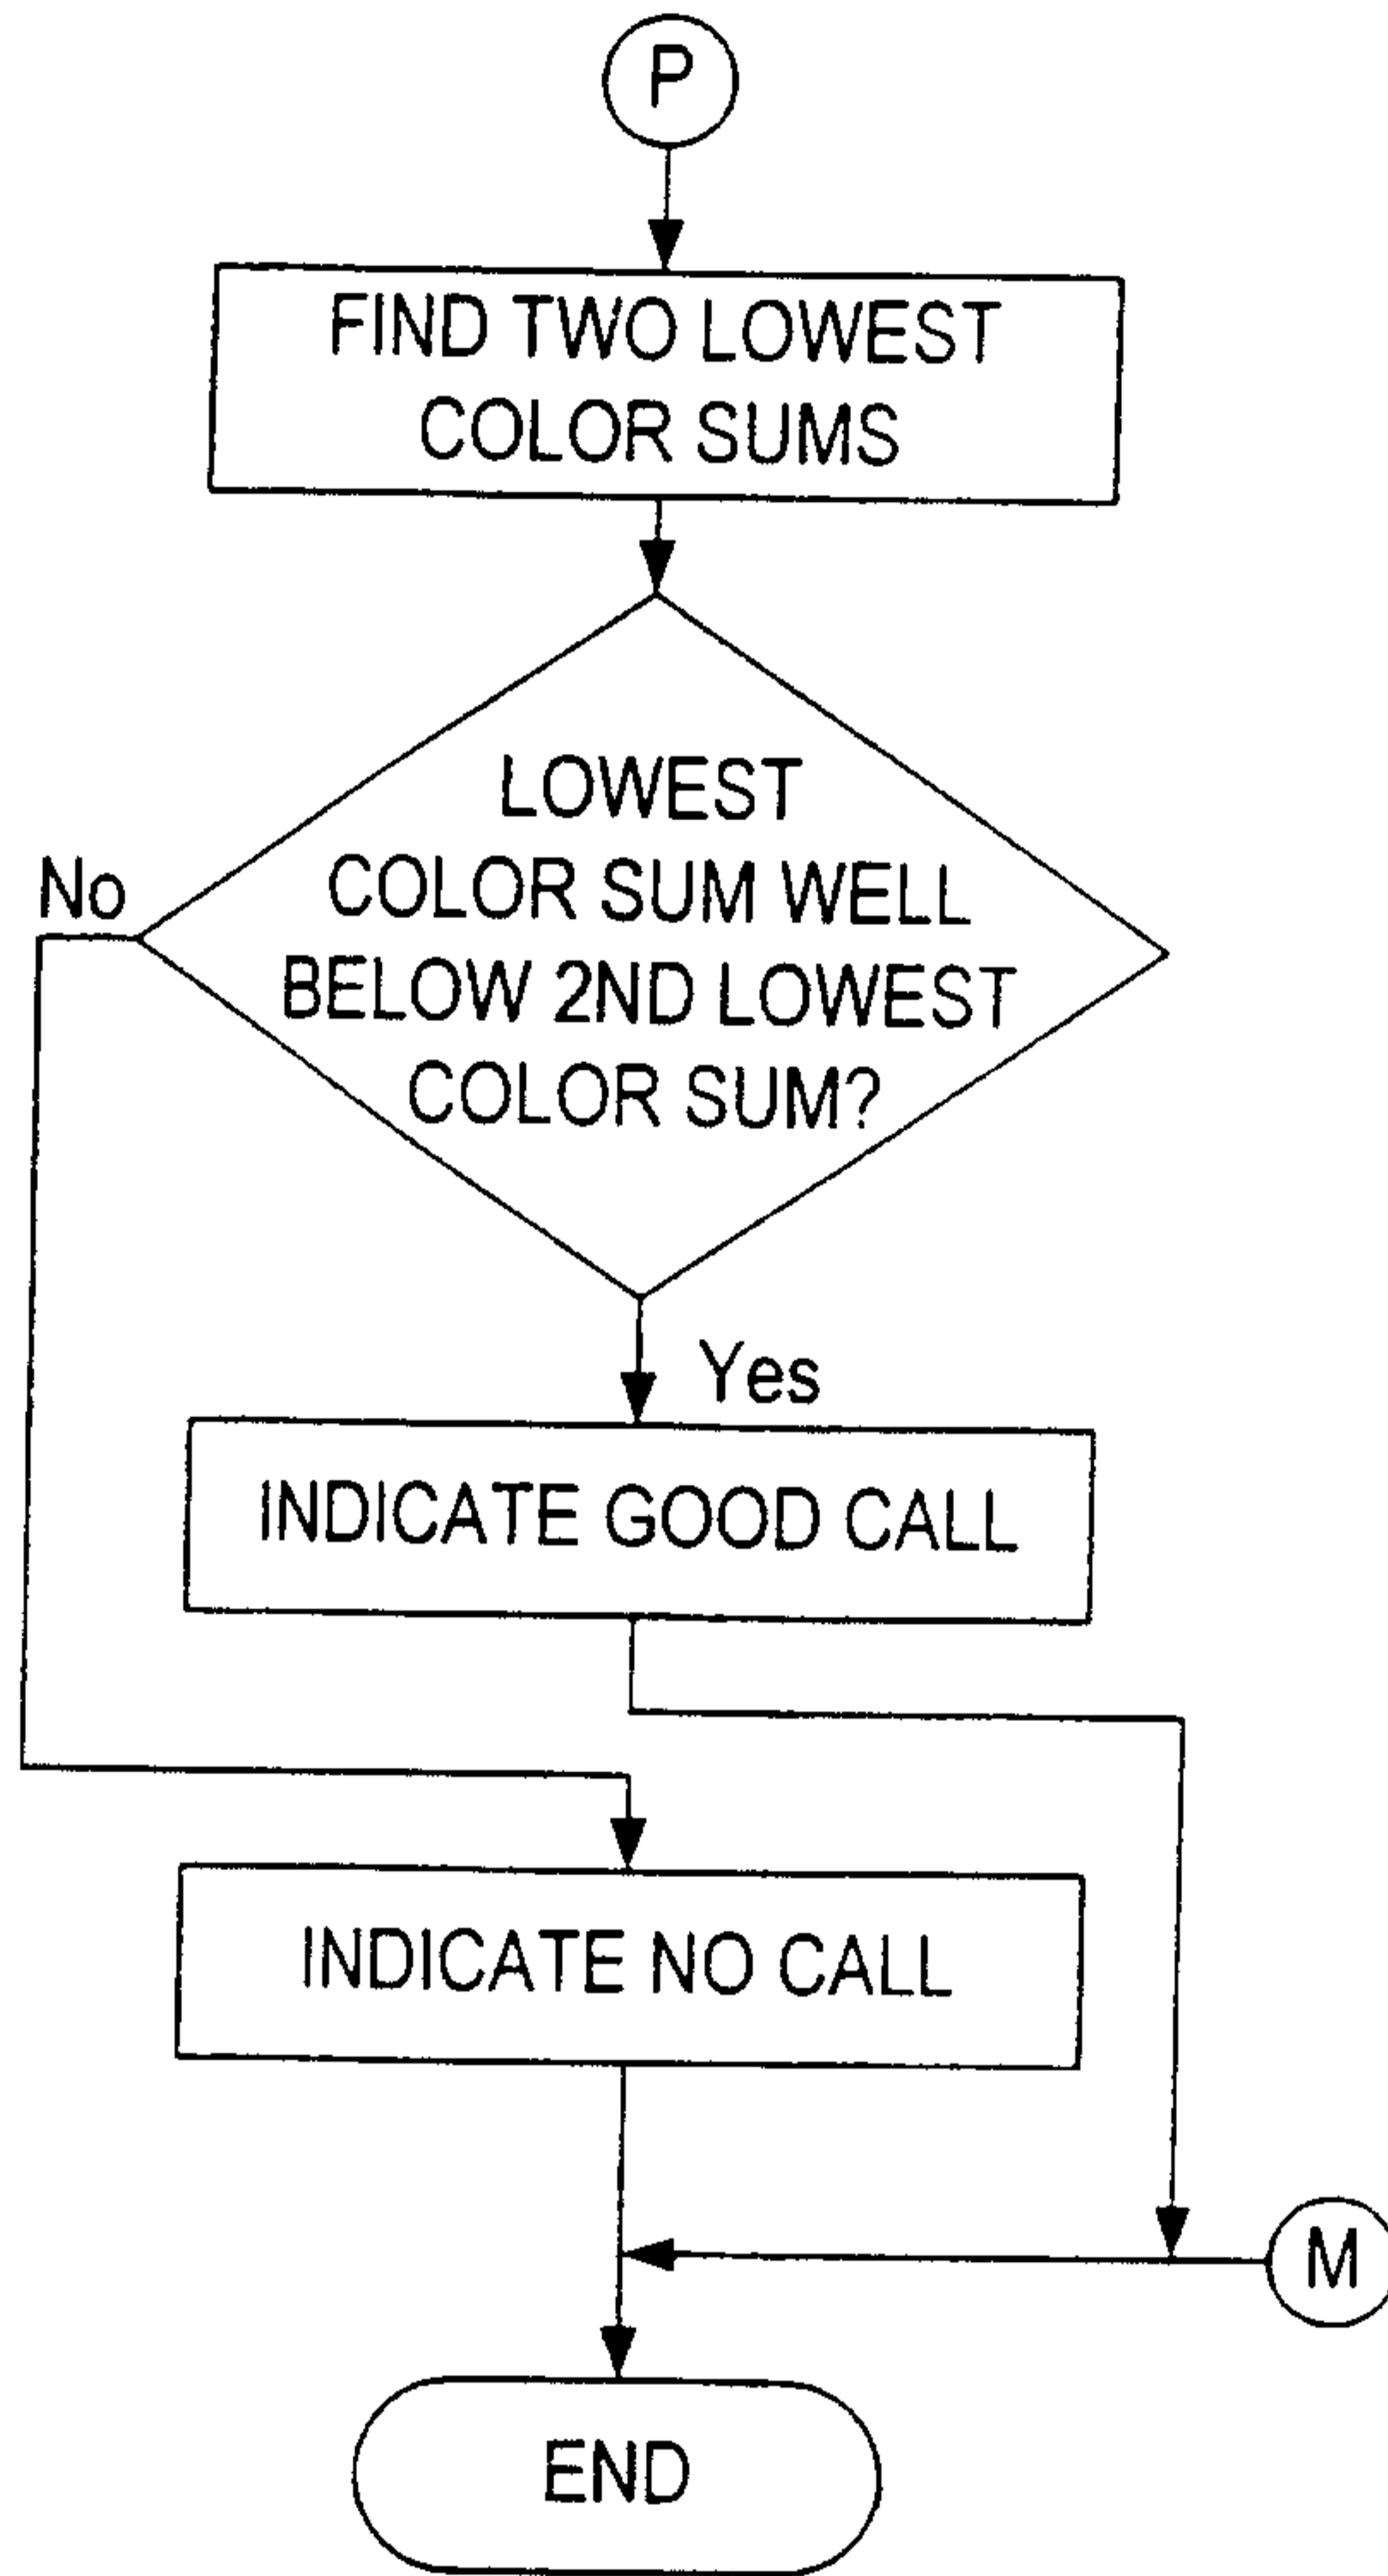 P
FIND TWO LOWEST
COLOR SUMS
LOWEST
COLOR SUM WELL
BELOW 2ND LOWEST
COLOR SUM?
No
Yes
INDICATE GOOD CALL
INDICATE NO CALL
M
END